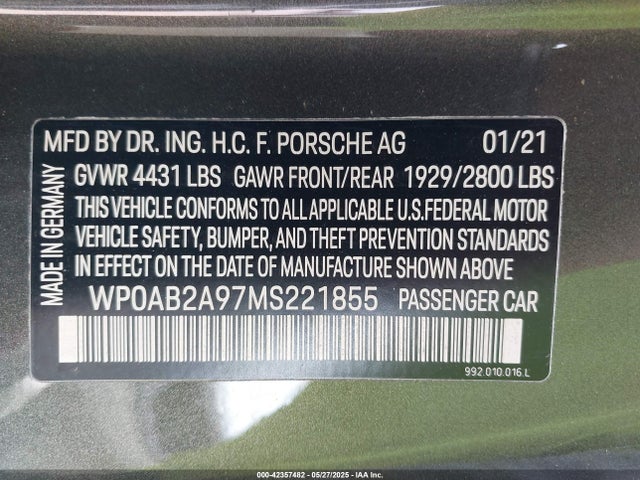 MFD BY DR. ING. H.C. F. PORSCHE AG 01/21
GVWR 4431 LBS GAWR FRONT/REAR 1929/2800 LBS
THIS VEHICLE CONFORMS TO ALL APPLICABLE U.S.FEDERAL MOTOR
VEHICLE SAFETY, BUMPER, AND THEFT PREVENTION STANDARDS
IN EFFECT ON THE DATE OF MANUFACTURE SHOWN ABOVE
WP0AB2A97MS221855 PASSENGER CAR
MADE IN GERMANY
992.010.016.L
000-42357482 - 05/27/2025 - IAA Inc.